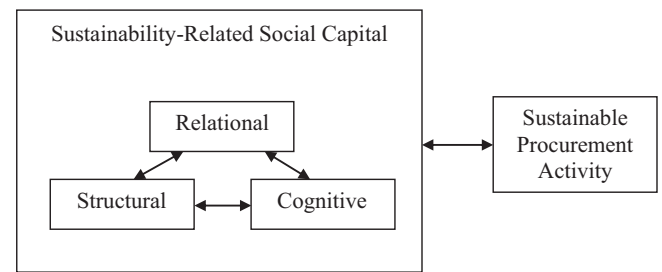 Sustainability-Related Social Capital
Relational
Structural
Cognitive
Sustainable
Procurement
Activity